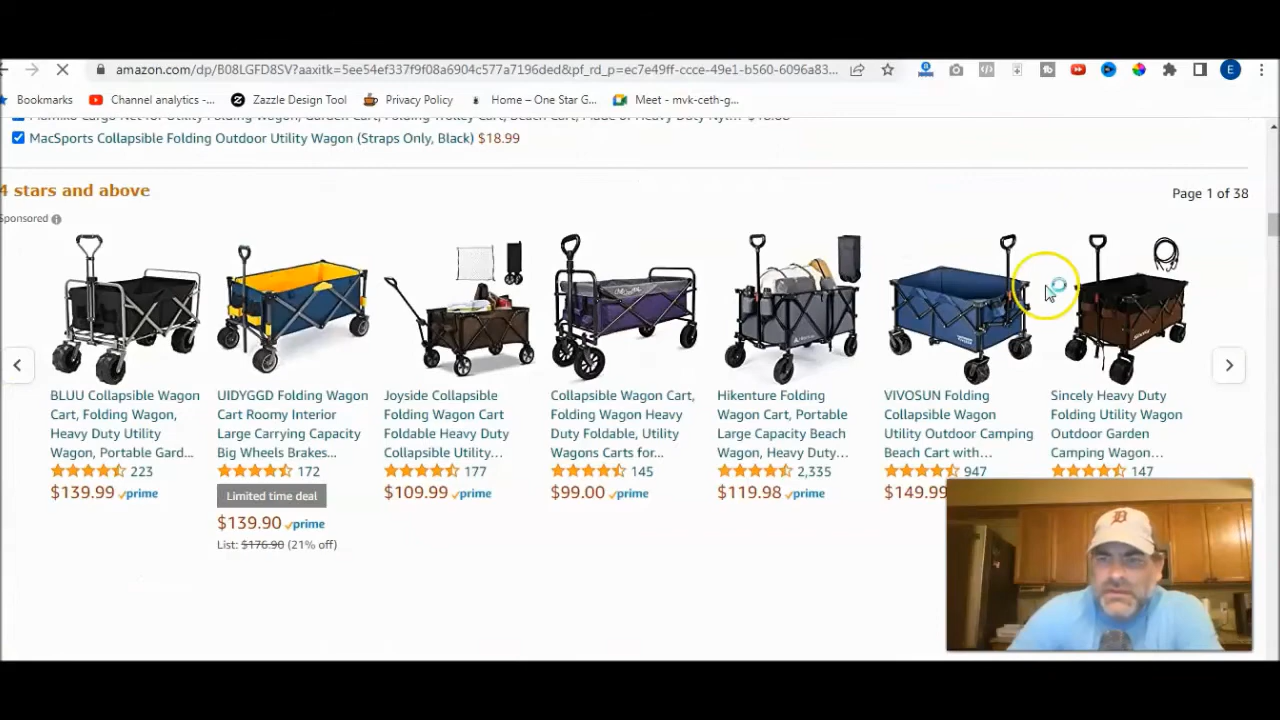 amazon.com/dp/B08LGFD8SV?aaxitk=5ee54ef337f9f08a6904c577a7196ded&pf_rd_p=ec7e49ff-ccce-49e1-b560-6096a83...
E
Bookmarks
Channel analytics -...
Zazzle Design Tool
Privacy Policy
Home – One Star G...
Meet - mvk-ceth-g...
MacSports Collapsible Folding Outdoor Utility Wagon (Straps Only, Black) $18.99
4 stars and above
Page 1 of 38
Sponsored
BLUU Collapsible Wagon
Cart, Folding Wagon,
Heavy Duty Utility
Wagon, Portable Gard...
223
$139.99 prime
UIDYGGD Folding Wagon
Cart Roomy Interior
Large Carrying Capacity
Big Wheels Brakes...
172
Limited time deal
$139.90 prime
List: $176.90 (21% off)
Joyside Collapsible
Folding Wagon Cart
Foldable Heavy Duty
Collapsible Utility...
177
$109.99 prime
Collapsible Wagon Cart,
Folding Wagon Heavy
Duty Foldable, Utility
Wagons Carts for...
145
$99.00 prime
Hikenture Folding
Wagon Cart, Portable
Large Capacity Beach
Wagon, Heavy Duty...
2,335
$119.98 prime
VIVOSUN Folding
Collapsible Wagon
Utility Outdoor Camping
Beach Cart with...
947
$149.99
Sincely Heavy Duty
Folding Utility Wagon
Outdoor Garden
Camping Wagon...
147